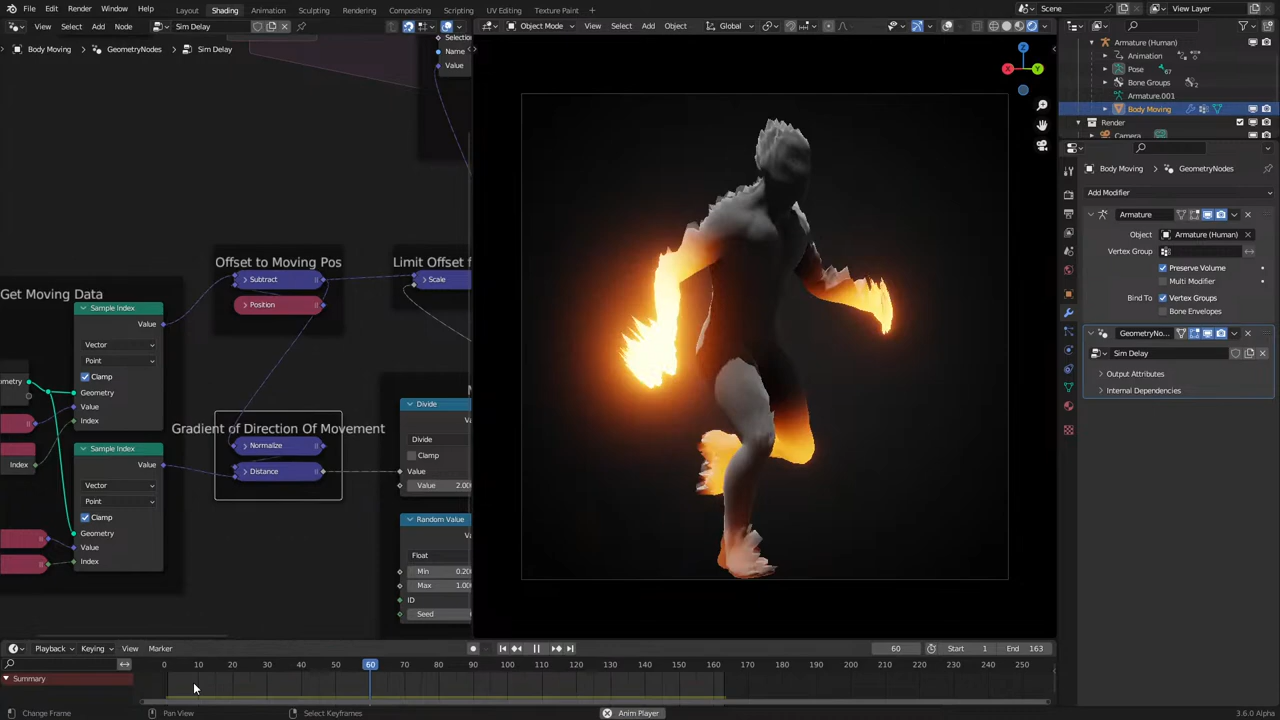 File Edit Render Window Help Layout Shading Animation Sculpting Rendering Compositing Scripting VSE UV Editing Texture Paint Scene View Layer
View Select Add Node Sim Delay
Object Mode View Select Add Object Global
Body Moving GeometryNodes Sim Delay
Selection
Name
Value
X
Y
Armature (Human)
Animation
Pose
67
Bone Groups
2
Armature.001
Body Moving
Render
Camera
Body Moving GeometryNodes
Add Modifier
Armature
Object Armature (Human)
Vertex Group
Preserve Volume
Multi Modifier
Bind To Vertex Groups
Bone Envelopes
GeometryNo...
Sim Delay
Output Attributes
Internal Dependencies
Get Moving Data
Sample Index
Value
Vector
Point
Clamp
Geometry
Value
Index
Index
Sample Index
Value
Vector
Point
Clamp
Geometry
Value
Index
Offset to Moving Pos
Subtract
Position
Gradient of Direction Of Movement
Normalize
Distance
Limit Offset f
Scale
Divide
Divide
Clamp
Value
Value 2.00
Random Value
Float
Min 0.20
Max 1.00
ID
Seed
Playback Keying View Marker 60 Start 1 End 163
0 10 20 30 40 50 60 70 80 90 100 110 120 130 140 150 160 170 180 190 200 210 220 230 240 250
Summary
Change Frame Pan View Select Keyframes Anim Player 3.6.0 Alpha